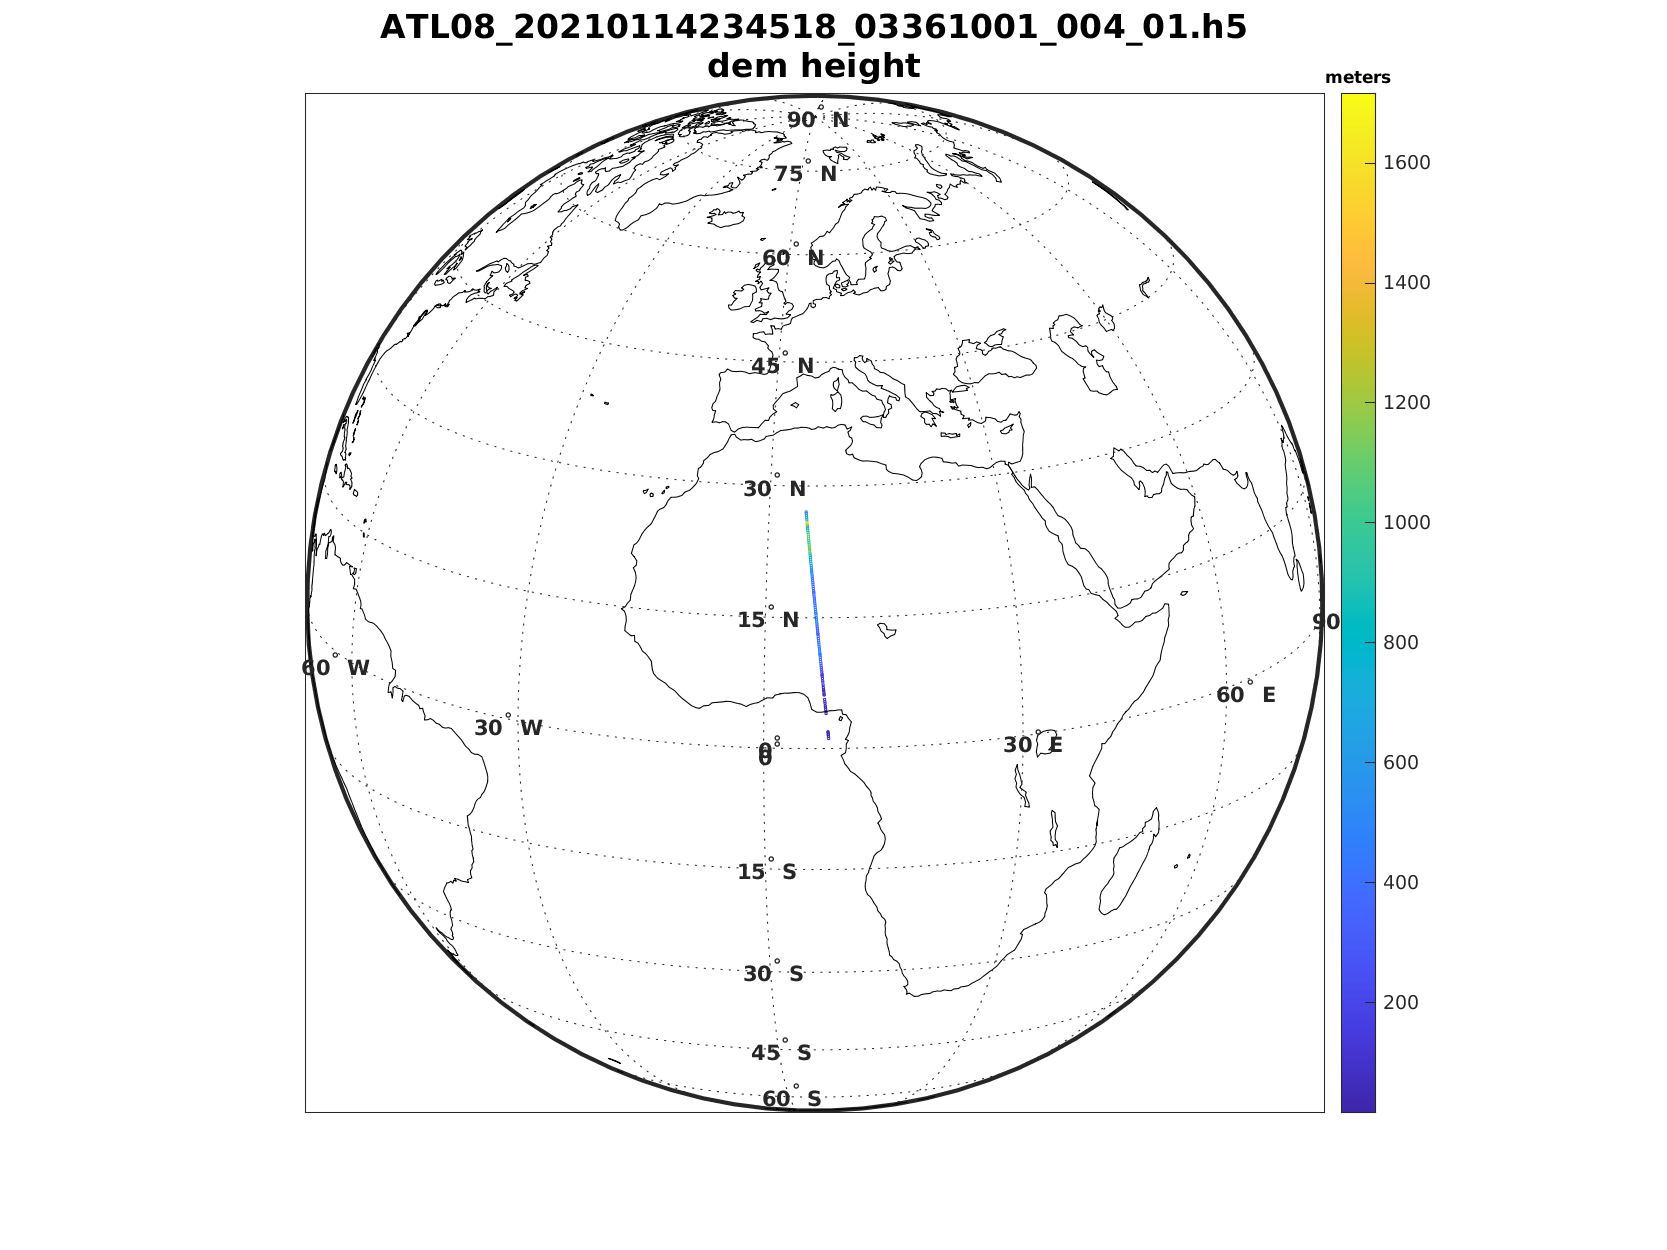 ATL08_20210114234518_03361001_004_01.h5
dem height
meters
90° N
75° N
60° N
45° N
30° N
15° N
0°
0°
15° S
30° S
45° S
60° S
60° W
30° W
30° E
60° E
90
1600
1400
1200
1000
800
600
400
200